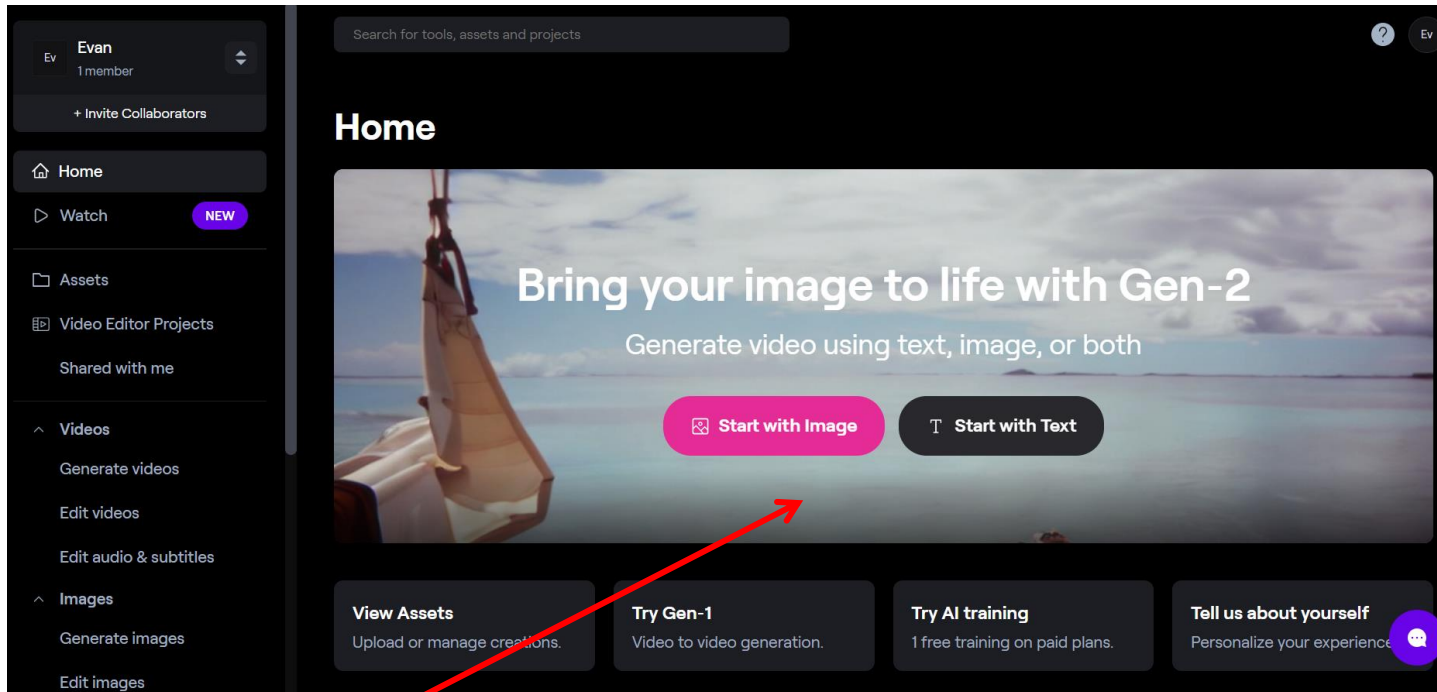 Ev
Evan
1 member
+ Invite Collaborators
Home
Watch
NEW
Assets
Video Editor Projects
Shared with me
Videos
Generate videos
Edit videos
Edit audio & subtitles
Images
Generate images
Edit images
Search for tools, assets and projects
?
Ev
Home
Bring your image to life with Gen-2
Generate video using text, image, or both
Start with Image
T Start with Text
View Assets
Upload or manage creations.
Try Gen-1
Video to video generation.
Try AI training
1 free training on paid plans.
Tell us about yourself
Personalize your experience